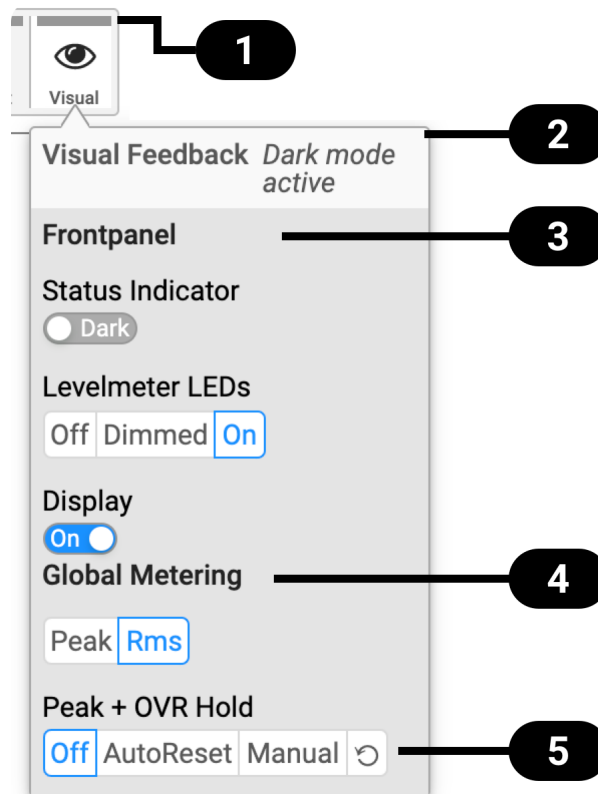 1
Visual
2
Visual Feedback Dark mode
active
Frontpanel
3
Status Indicator
Dark
Levelmeter LEDs
Off Dimmed On
Display
On
Global Metering
4
Peak Rms
Peak + OVR Hold
Off AutoReset Manual
5